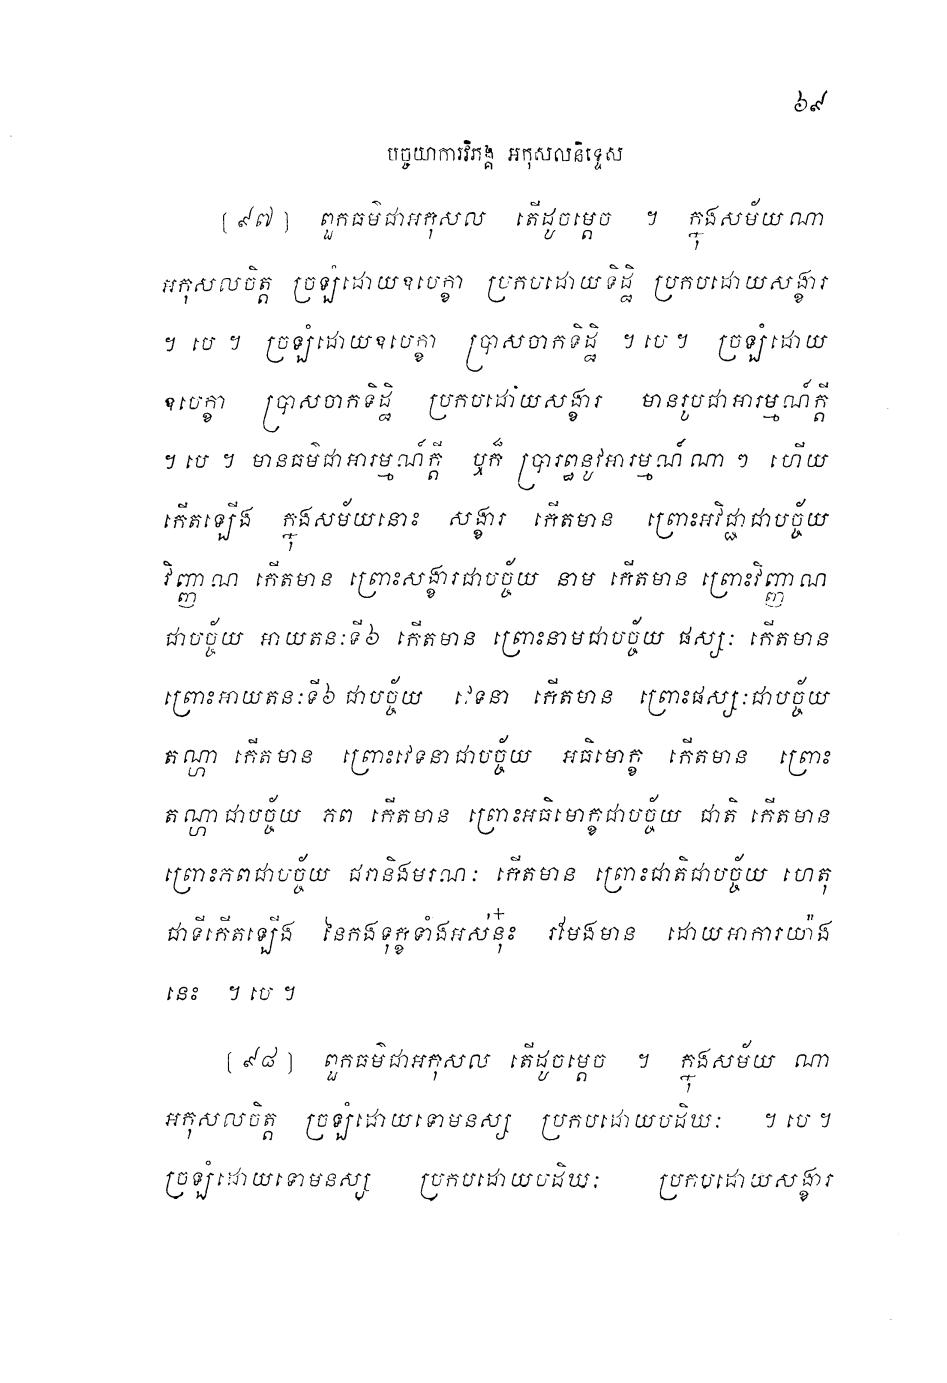 ៦៩
បច្ចយាការវិភង្គ អកុសលនិទ្ទេស
(៩៧) ពួកធម៌ជាអកុសល តើដូចម្តេច ។ ក្នុងសម័យណា
អកុសលចិត្ត ច្រឡំដោយឧបេក្ខា ប្រកបដោយទិដ្ឋិ ប្រកបដោយសង្ខារ
។ បេ ។ ច្រឡំដោយឧបេក្ខា ប្រាសចាកទិដ្ឋិ ។ បេ ។ ច្រឡំដោយ
ឧបេក្ខា ប្រាសចាកទិដ្ឋិ ប្រកបដោយសង្ខារ មានរូបជាអារម្មណ៍ក្តី
។ បេ ។ មានធម៌ជាអារម្មណ៍ក្តី ឬក៏ ប្រារព្ធនូវអារម្មណ៍ណា ៗ ហើយ
កើតឡើង ក្នុងសម័យនោះ សង្ខារ កើតមាន ព្រោះអវិជ្ជាជាបច្ច័យ
វិញ្ញាណ កើតមាន ព្រោះសង្ខារជាបច្ច័យ នាម កើតមាន ព្រោះវិញ្ញាណ
ជាបច្ច័យ អាយតនៈទី៦ កើតមាន ព្រោះនាមជាបច្ច័យ ផស្សៈ កើតមាន
ព្រោះអាយតនៈទី៦ ជាបច្ច័យ វេទនា កើតមាន ព្រោះផស្សៈជាបច្ច័យ
តណ្ហា កើតមាន ព្រោះវេទនាជាបច្ច័យ អធិមោក្ខ កើតមាន ព្រោះ
តណ្ហាជាបច្ច័យ ភព កើតមាន ព្រោះអធិមោក្ខជាបច្ច័យ ជាតិ កើតមាន
ព្រោះភពជាបច្ច័យ ជរានិងមរណៈ កើតមាន ព្រោះជាតិជាបច្ច័យ ហេតុ
ជាទីកើតឡើង នៃកងទុក្ខទាំងអស់នុ៎ះ រមែងមាន ដោយអាការយ៉ាង
នេះ ។ បេ ។
(៩៨) ពួកធម៌ជាអកុសល តើដូចម្តេច ។ ក្នុងសម័យ ណា
អកុសលចិត្ត ច្រឡំដោយទោមនស្ស ប្រកបដោយបដិឃៈ ។ បេ ។
ច្រឡំដោយទោមនស្ស ប្រកបដោយបដិឃៈ ប្រកបដោយសង្ខារ